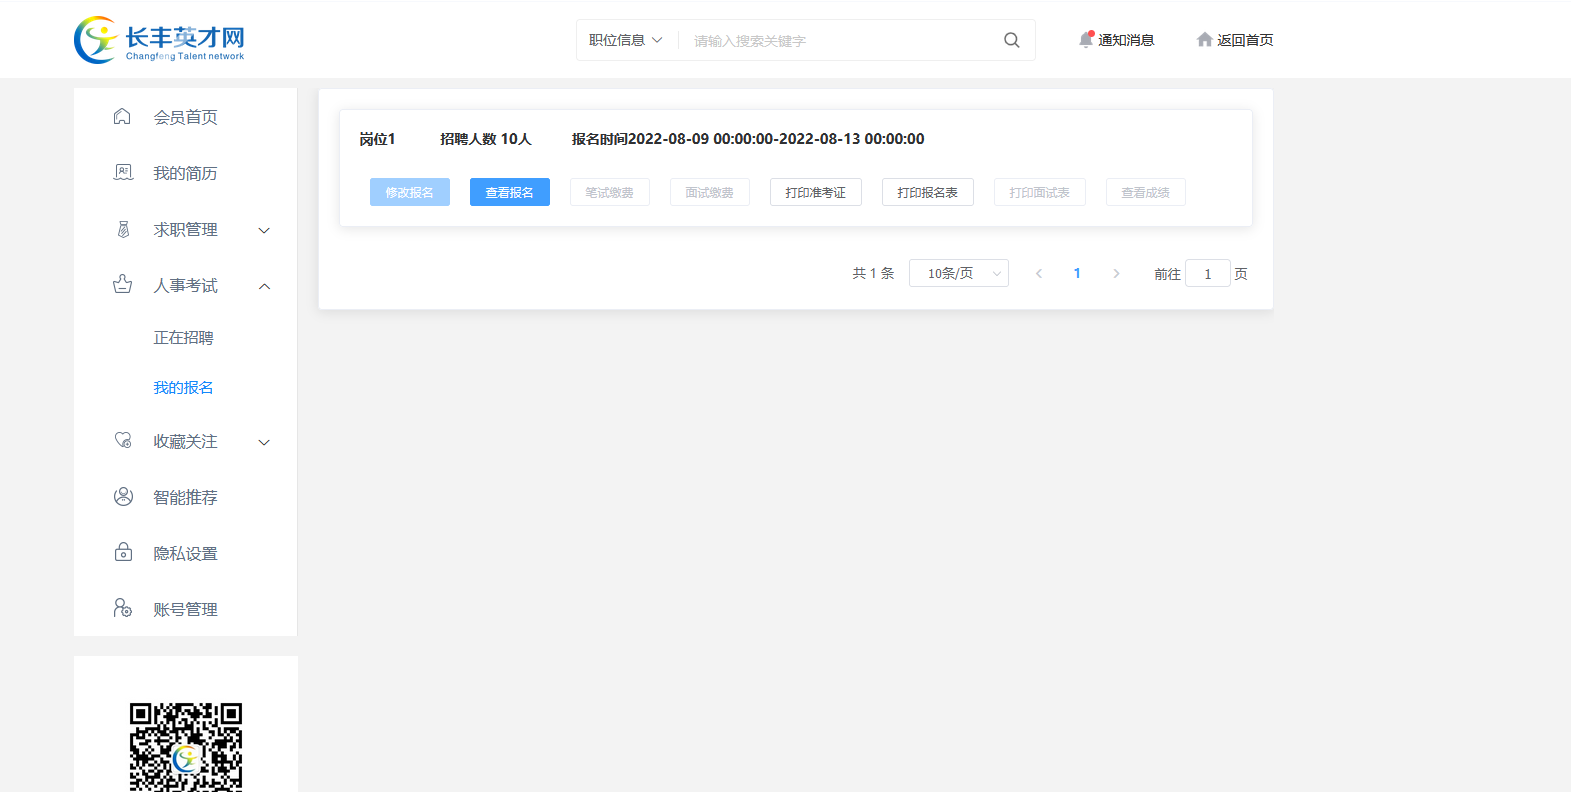 长丰英才网
Changfeng Talent network
职位信息 请输入搜索关键字 通知消息 返回首页
会员首页
我的简历
求职管理
人事考试
正在招聘
我的报名
收藏关注
智能推荐
隐私设置
账号管理
岗位1 招聘人数 10人 报名时间2022-08-09 00:00:00-2022-08-13 00:00:00
修改报名 查看报名 笔试缴费 面试缴费 打印准考证 打印报名表 打印面试表 查看成绩
共 1 条 10条/页 1 前往 1 页